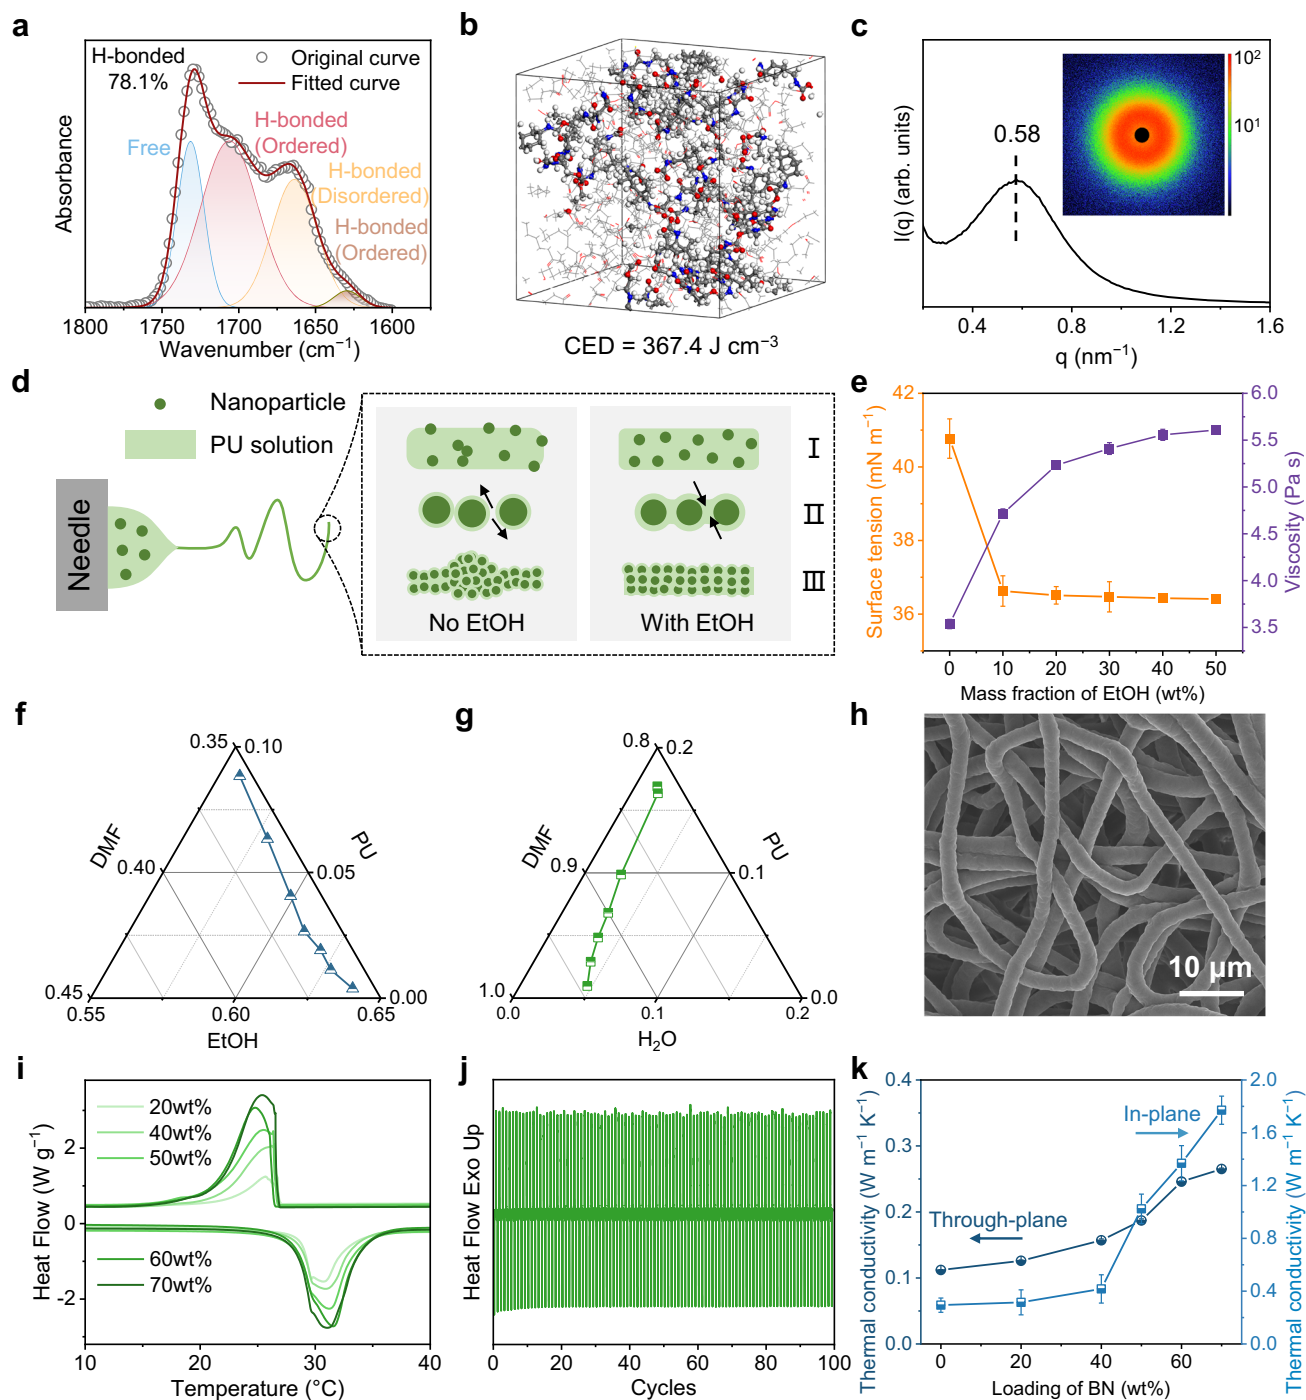 a
H-bonded
78.1%
Original curve
Fitted curve
Free
H-bonded
(Ordered)
H-bonded
Disordered)
H-bonded
(Ordered)
Absorbance
1800
1750
1700
1650
1600
Wavenumber (cm⁻¹)
b
CED = 367.4 J cm⁻³
c
0.58
10²
10¹
I(q) (arb. units)
0.4
0.8
1.2
1.6
q (nm⁻¹)
d
Nanoparticle
PU solution
Needle
I
II
III
No EtOH
With EtOH
e
42
40
38
36
Surface tension (mN m⁻¹)
6.0
5.5
5.0
4.5
4.0
3.5
Viscosity (Pa s)
0
10
20
30
40
50
Mass fraction of EtOH (wt%)
f
0.35
0.10
DMF
PU
0.40
0.05
0.45
0.00
0.55
0.60
0.65
EtOH
g
0.8
0.2
DMF
PU
0.9
0.1
1.0
0.0
0.0
0.1
0.2
H₂O
h
10 μm
i
20wt%
40wt%
50wt%
60wt%
70wt%
2
0
-2
Heat Flow (W g⁻¹)
10
20
30
40
Temperature (°C)
j
Heat Flow Exo Up
0
20
40
60
80
100
Cycles
k
0.4
0.3
0.2
0.1
0.0
Thermal conductivity (W m⁻¹ K⁻¹)
In-plane
Through-plane
2.0
1.6
1.2
0.8
0.4
0.0
Thermal conductivity (W m⁻¹ K⁻¹)
0
20
40
60
Loading of BN (wt%)